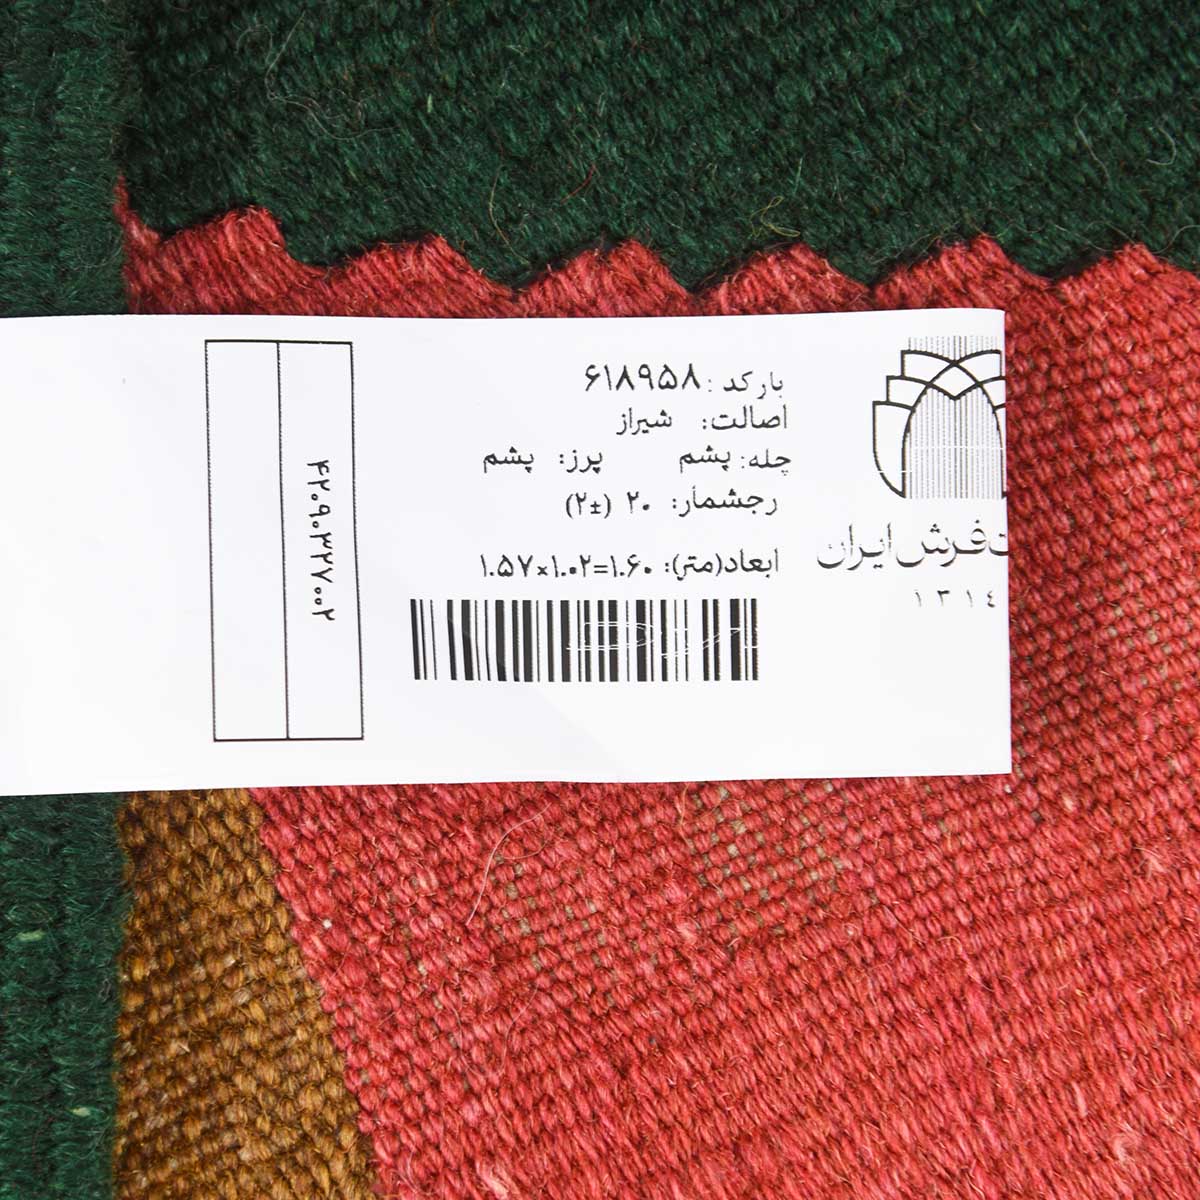 بارکد: ۶۱۸۹۵۸
اصالت: شیراز
چله: پشم پرز: پشم
رجشمار: ۲۰ (±۲)
ابعاد(متر): ۱.۶۰=۱.۰۲×۱.۵۷
ت فرش ایران
۱۳۱٤
۴۲۰۹۰۳۲۷۰۰۲